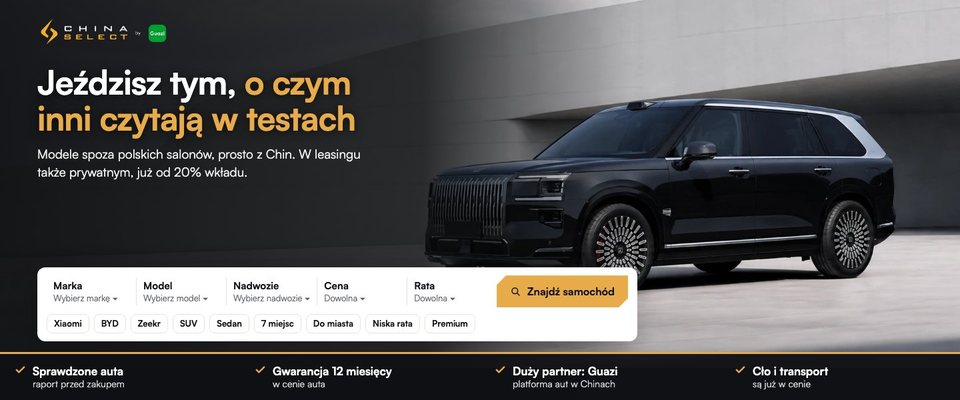 CHINA
SELECT
by
Guazi
Jeździsz tym, o czym
inni czytają w testach
Modele spoza polskich salonów, prosto z Chin. W leasingu
także prywatnym, już od 20% wkładu.
Marka Model Nadwozie Cena Rata
Wybierz markę Wybierz model Wybierz nadwozie Dowolna Dowolna
Znajdź samochód
Xiaomi BYD Zeekr SUV Sedan 7 miejsc Do miasta Niska rata Premium
Sprawdzone auta
raport przed zakupem
Gwarancja 12 miesięcy
w cenie auta
Duży partner: Guazi
platforma aut w Chinach
Cło i transport
są już w cenie